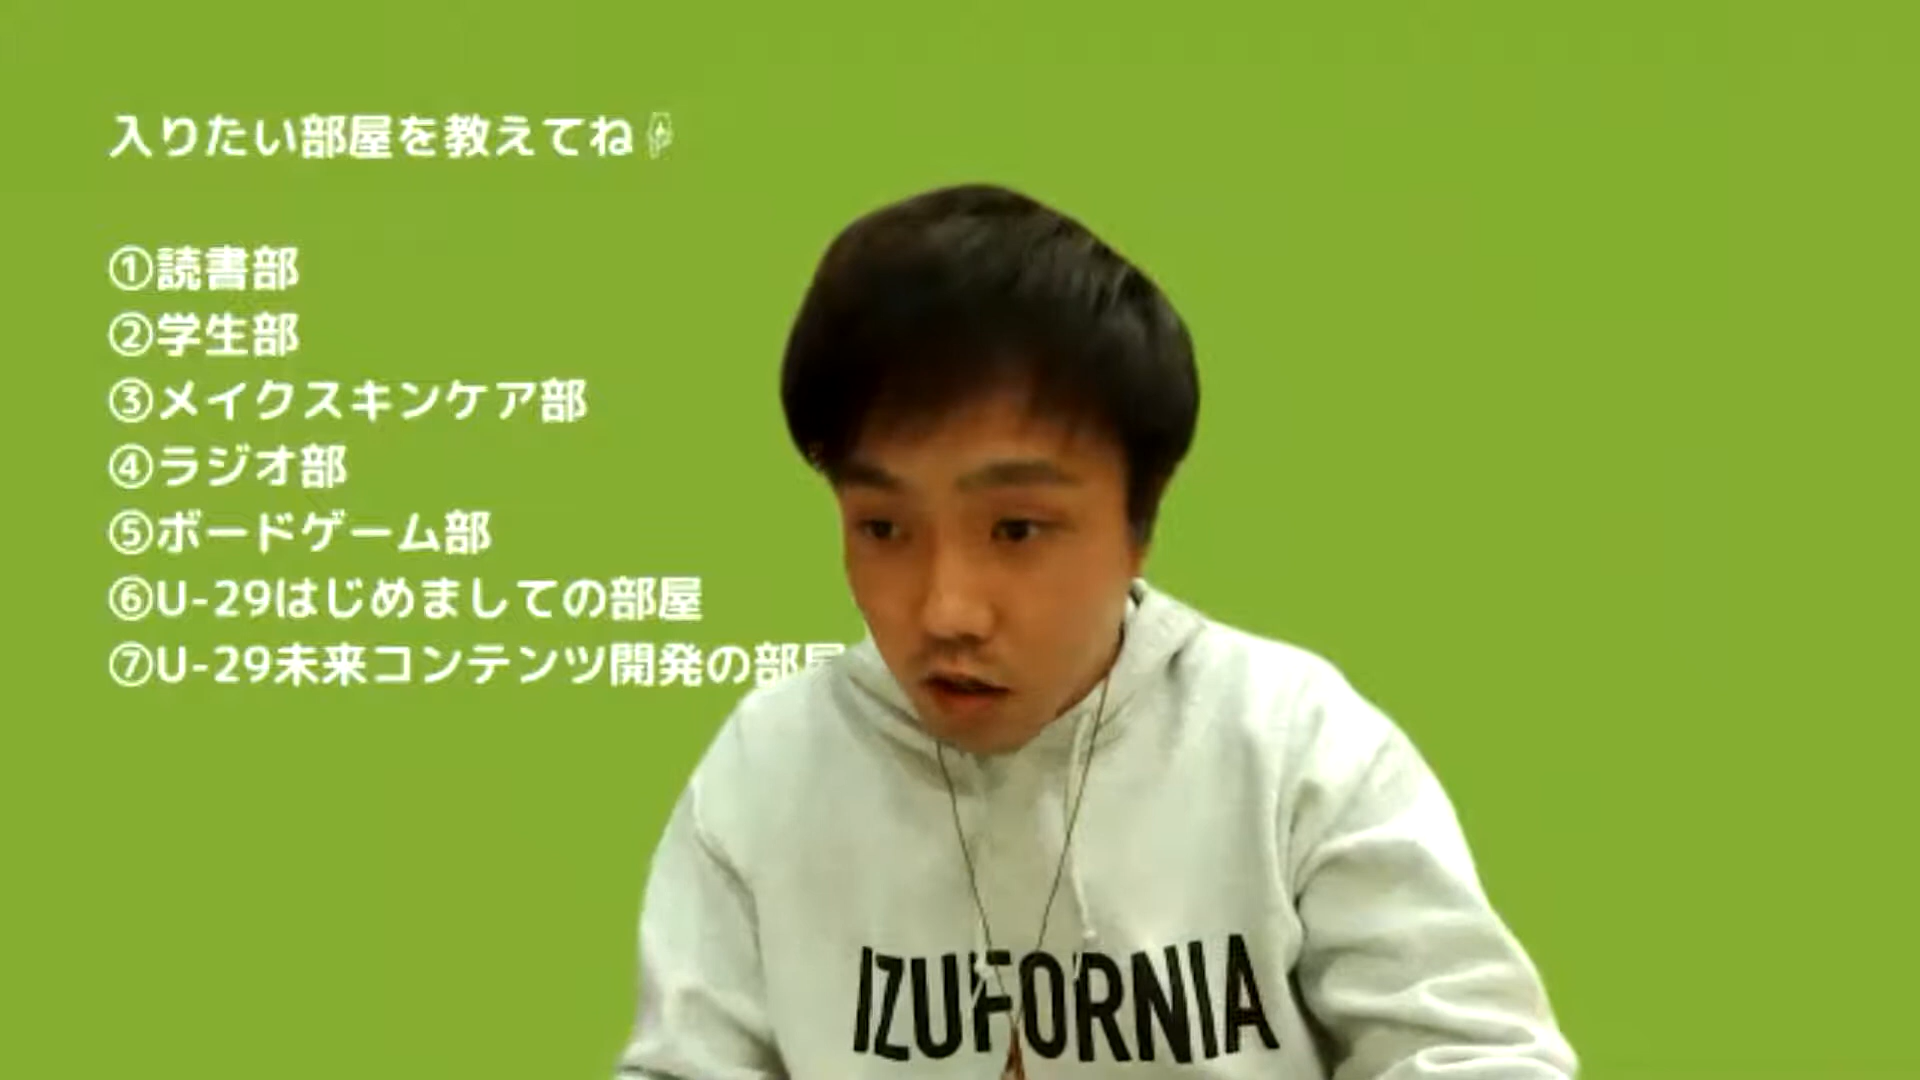 入りたい部屋を教えてね☟
①読書部
②学生部
③メイクスキンケア部
④ラジオ部
⑤ボードゲーム部
⑥U-29はじめましての部屋
⑦U-29未来コンテンツ開発の部屋
IZUFORNIA